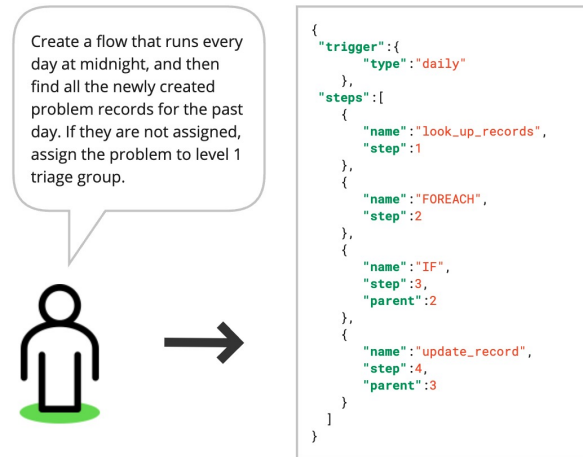 Create a flow that runs every
day at midnight, and then
find all the newly created
problem records for the past
day. If they are not assigned,
assign the problem to level 1
triage group.
{
"trigger":{
"type":"daily"
},
"steps":[
{
"name":"look_up_records",
"step":1
},
{
"name":"FOREACH",
"step":2
},
{
"name":"IF",
"step":3,
"parent":2
},
{
"name":"update_record",
"step":4,
"parent":3
}
]
}